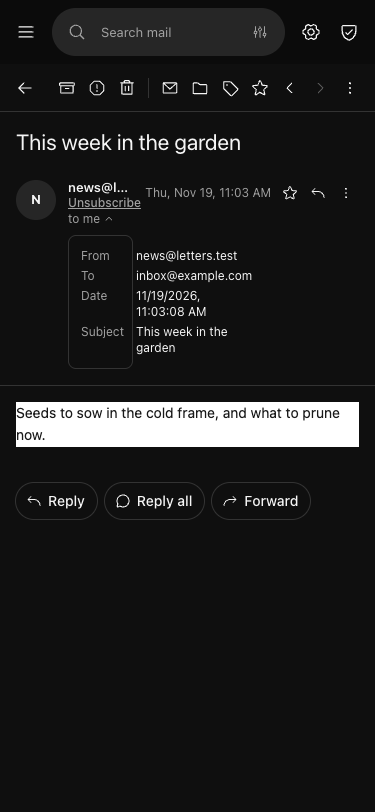 Search mail
This week in the garden
N
news@l...
Thu, Nov 19, 11:03 AM
Unsubscribe
to me
From news@letters.test
To inbox@example.com
Date 11/19/2026,
11:03:08 AM
Subject This week in the
garden
Seeds to sow in the cold frame, and what to prune
now.
Reply
Reply all
Forward